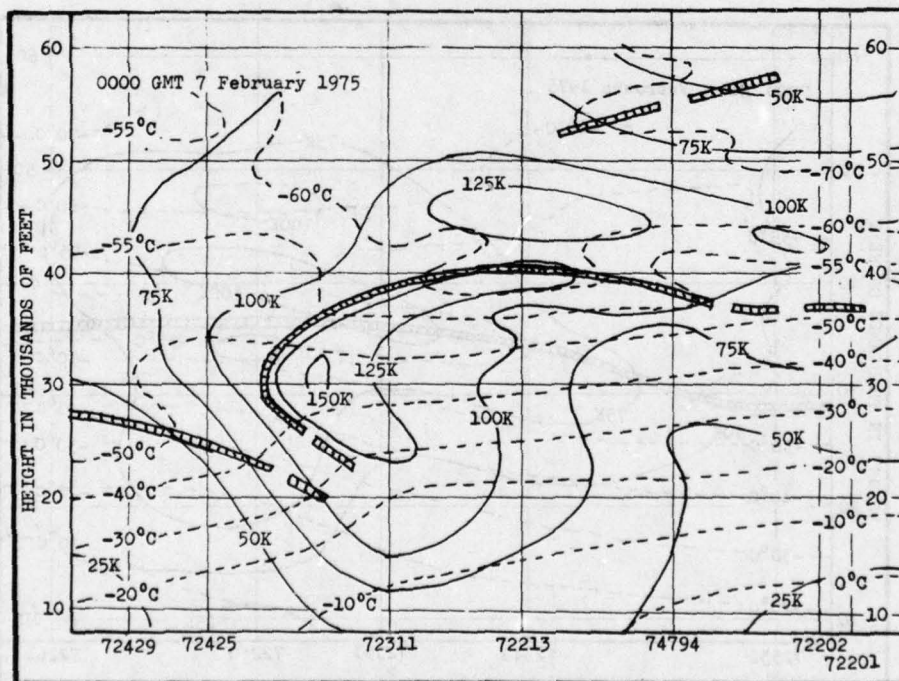 60 60
0000 GMT 7 February 1975
50K
-55°C
75K
50 50
-70°C
125K
-60°C
100K
-60°C
-55°C
-55°C
40 40
75K
100K
-50°C
75K
-40°C
125K
30 30
150K
-30°C
100K
50K
-50°C
-20°C
-40°C
20 20
-10°C
-30°C
50K
25K
0°C
-20°C
-10°C
25K
10 10
HEIGHT IN THOUSANDS OF FEET
72429 72425 72311 72213 74794 72202
72201